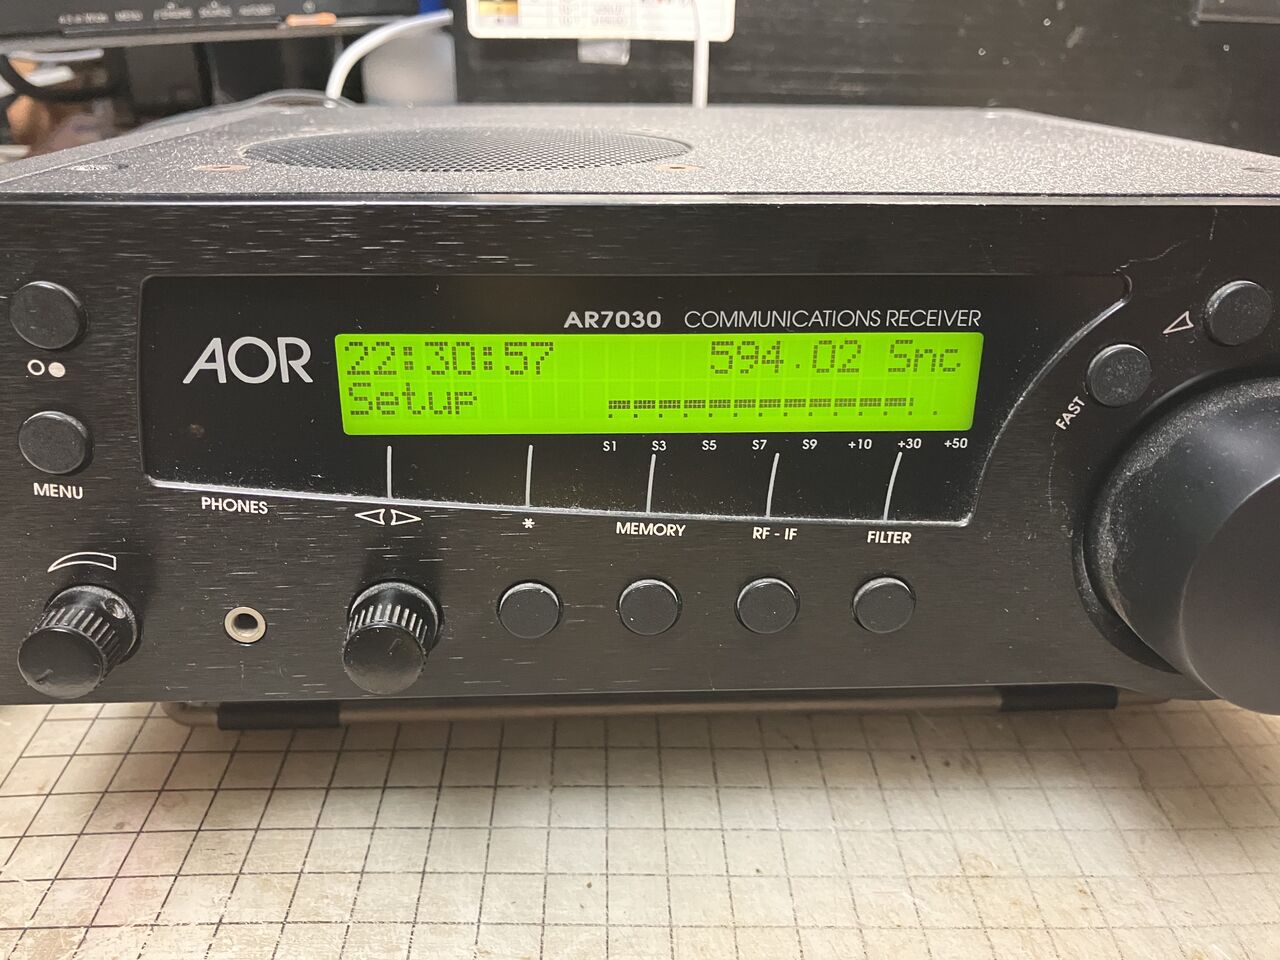 AR7030 COMMUNICATIONS RECEIVER
AOR
22:30:57 594.02 Snc
Setup
S1 S3 S5 S7 S9 +10 +30 +50
FAST
MENU
PHONES
*
MEMORY
RF - IF
FILTER